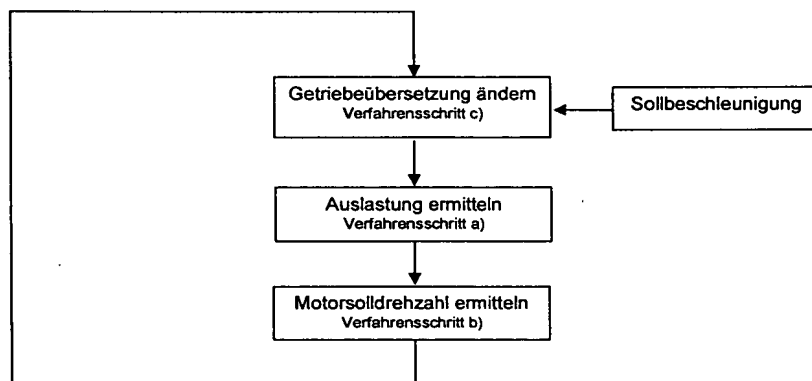 Getriebeübersetzung ändern
Verfahrensschritt c)
Sollbeschleunigung
Auslastung ermitteln
Verfahrensschritt a)
Motorsolldrehzahl ermitteln
Verfahrensschritt b)